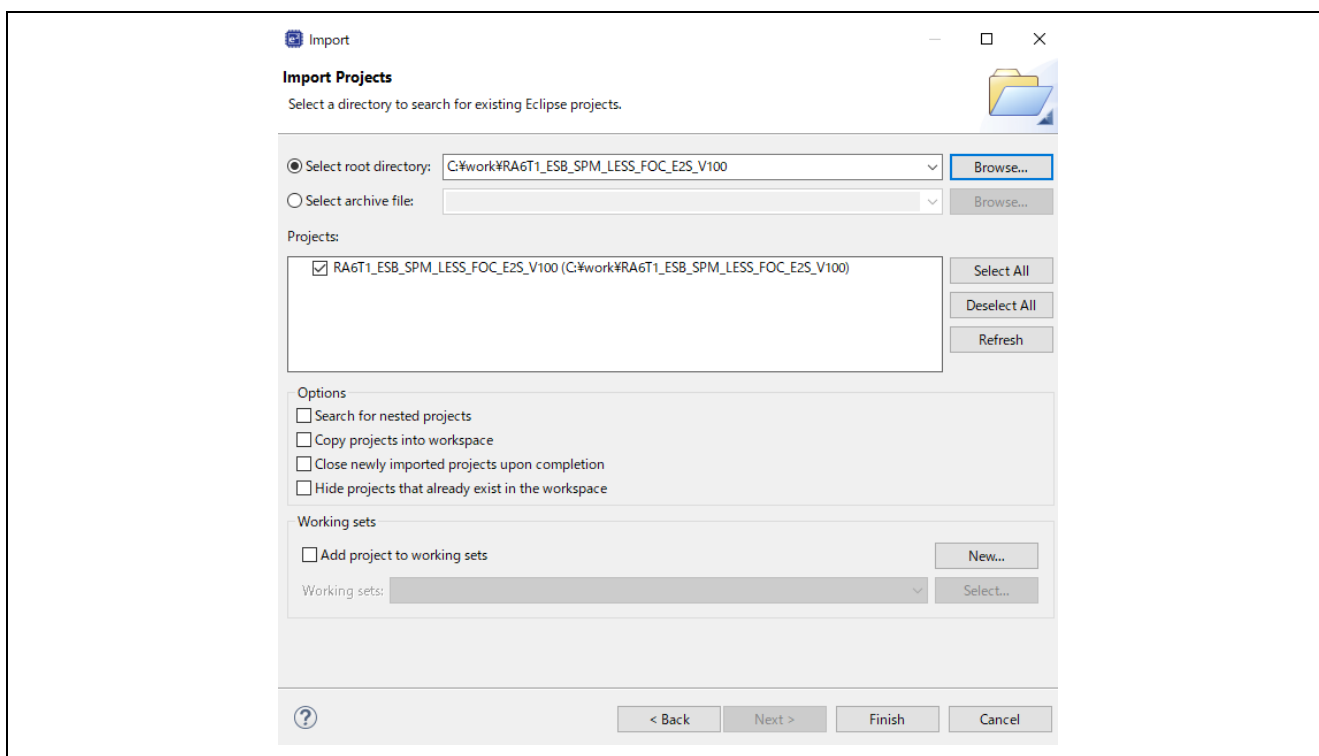 Import
Import Projects
Select a directory to search for existing Eclipse projects.
Select root directory: C:¥work¥RA6T1_ESB_SPM_LESS_FOC_E2S_V100 Browse...
Select archive file: Browse...
Projects:
RA6T1_ESB_SPM_LESS_FOC_E2S_V100 (C:¥work¥RA6T1_ESB_SPM_LESS_FOC_E2S_V100)
Select All
Deselect All
Refresh
Options
Search for nested projects
Copy projects into workspace
Close newly imported projects upon completion
Hide projects that already exist in the workspace
Working sets
Add project to working sets New...
Working sets: Select...
? < Back Next > Finish Cancel